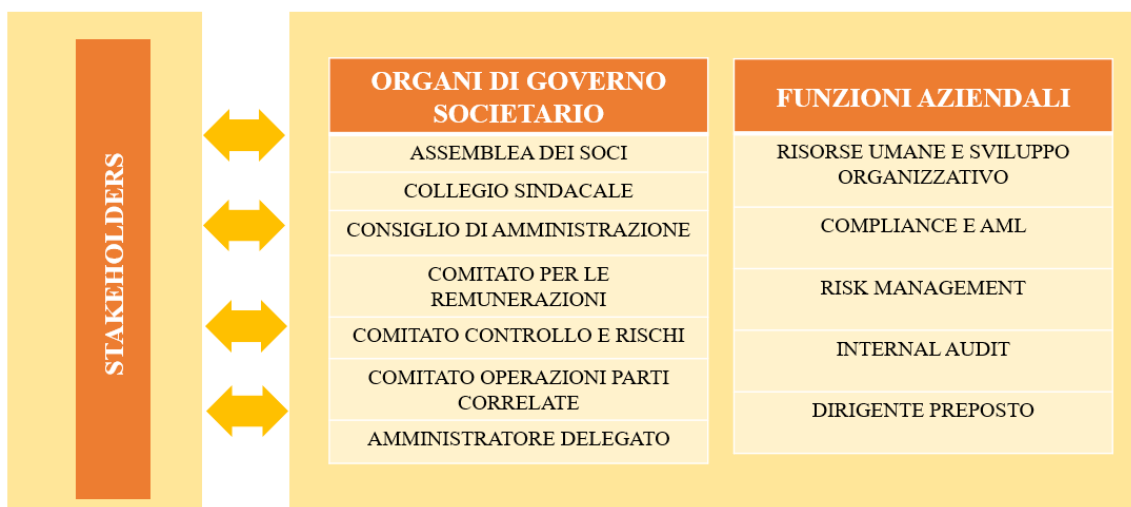 STAKEHOLDERS
ORGANI DI GOVERNO
SOCIETARIO
ASSEMBLEA DEI SOCI
COLLEGIO SINDACALE
CONSIGLIO DI AMMINISTRAZIONE
COMITATO PER LE
REMUNERAZIONI
COMITATO CONTROLLO E RISCHI
COMITATO OPERAZIONI PARTI
CORRELATE
AMMINISTRATORE DELEGATO
FUNZIONI AZIENDALI
RISORSE UMANE E SVILUPPO
ORGANIZZATIVO
COMPLIANCE E AML
RISK MANAGEMENT
INTERNAL AUDIT
DIRIGENTE PREPOSTO